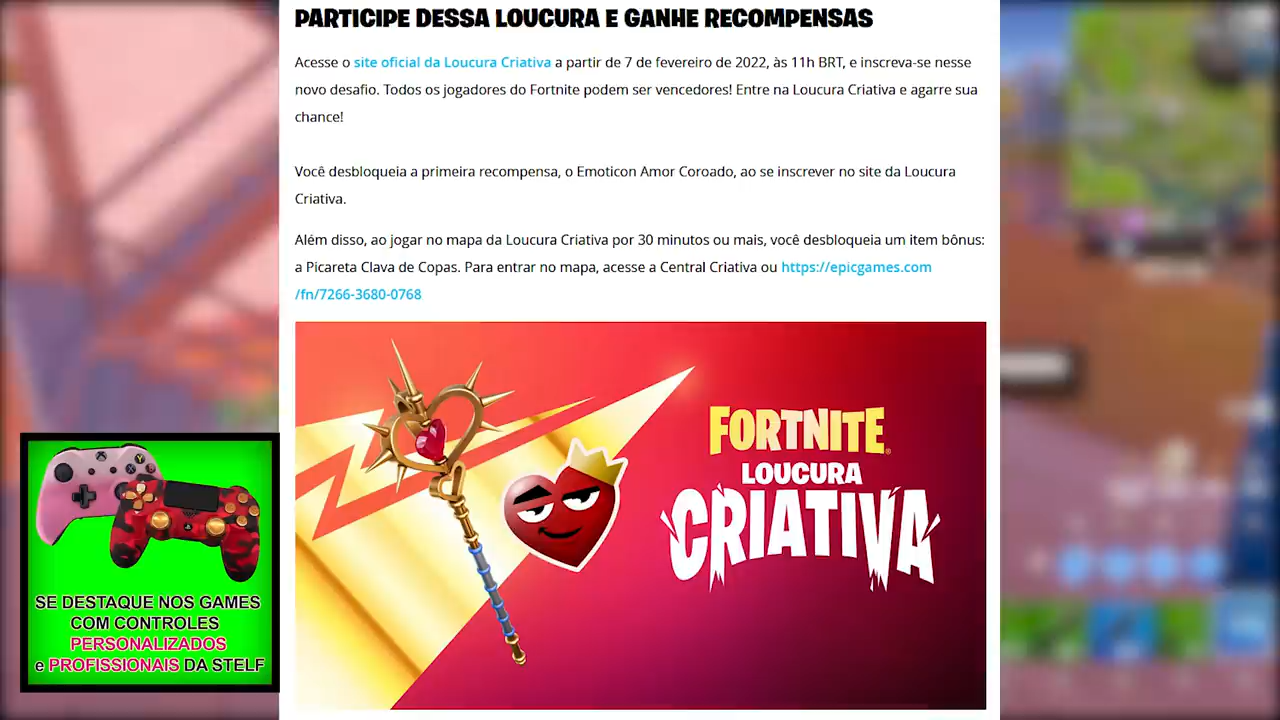 PARTICIPE DESSA LOUCURA E GANHE RECOMPENSAS
Acesse o site oficial da Loucura Criativa a partir de 7 de fevereiro de 2022, às 11h BRT, e inscreva-se nesse
novo desafio. Todos os jogadores do Fortnite podem ser vencedores! Entre na Loucura Criativa e agarre sua
chance!
Você desbloqueia a primeira recompensa, o Emoticon Amor Coroado, ao se inscrever no site da Loucura
Criativa.
Além disso, ao jogar no mapa da Loucura Criativa por 30 minutos ou mais, você desbloqueia um item bônus:
a Picareta Clava de Copas. Para entrar no mapa, acesse a Central Criativa ou https://epicgames.com
/fn/7266-3680-0768
FORTNITE
LOUCURA
CRIATIVA
SE DESTAQUE NOS GAMES
COM CONTROLES
PERSONALIZADOS
e PROFISSIONAIS DA STELF